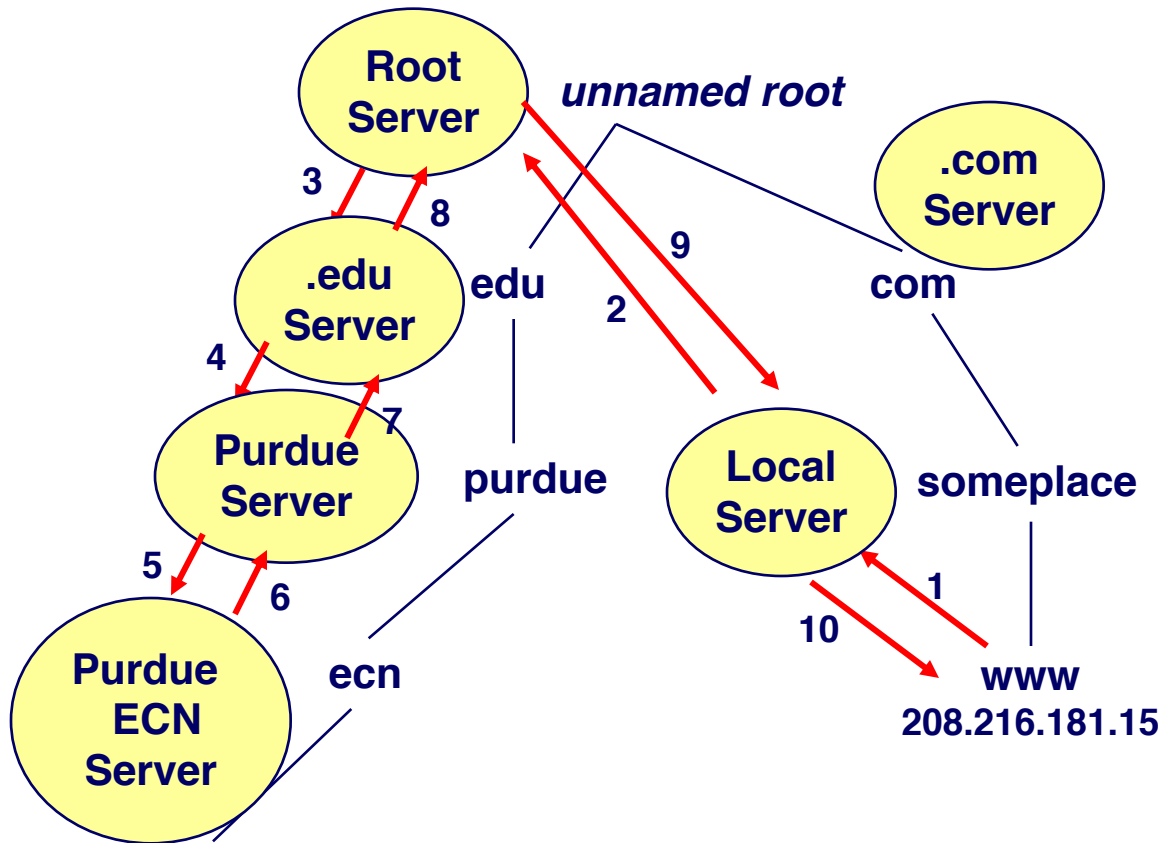 Root
Server
unnamed root
.com
Server
3
8
9
.edu
Server
edu
com
2
4
7
Purdue
Server
purdue
Local
Server
someplace
5
6
1
10
Purdue
ECN
Server
ecn
www
208.216.181.15